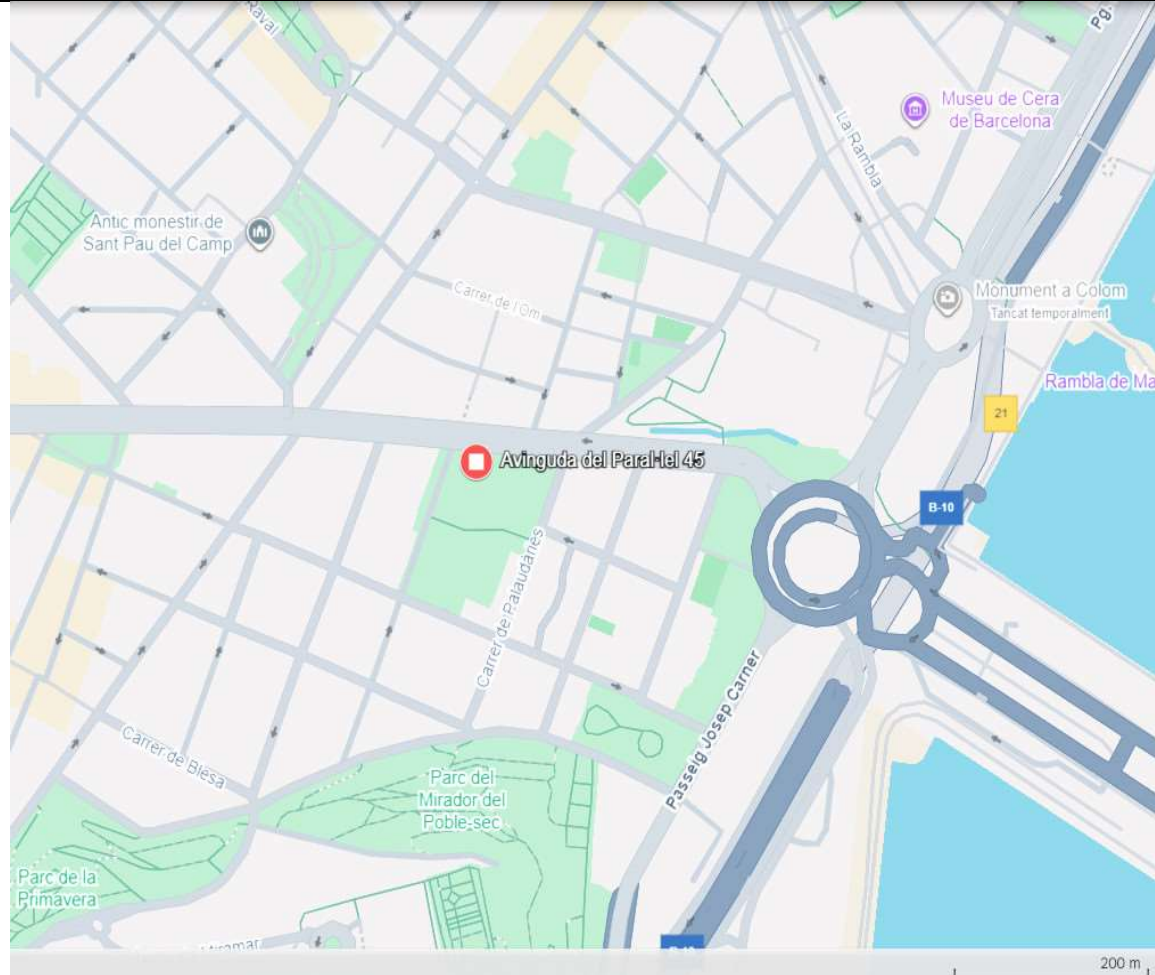 Raval
Pg.
Museu de Cera
de Barcelona
La Rambla
Antic monestir de
Sant Pau del Camp
Carrer de l'Om
Monument a Colom
Tancat temporalment
Rambla de Ma
21
Avinguda del Paral·lel 45
B-10
Carrer de Palaudàries
Passeig Josep Carner
Carrer de Blesa
Parc del
Mirador del
Poble-sec
Parc de la
Primavera
Miramar
200 m